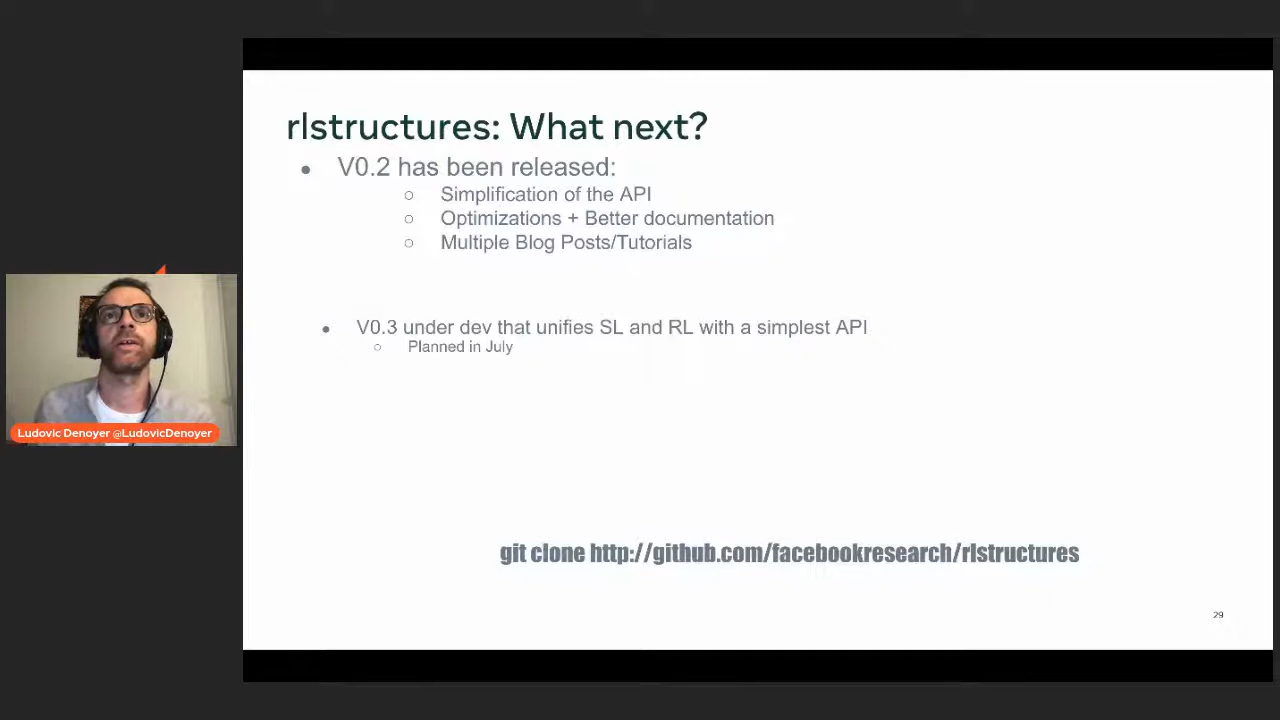 rlstructures: What next?
● V0.2 has been released:
○ Simplification of the API
○ Optimizations + Better documentation
○ Multiple Blog Posts/Tutorials
● V0.3 under dev that unifies SL and RL with a simplest API
○ Planned in July
Ludovic Denoyer @LudovicDenoyer
git clone http://github.com/facebookresearch/rlstructures
29